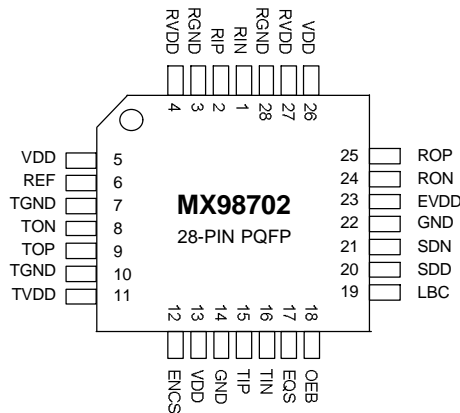 RVDD RGND RIP RIN RGND RVDD VDD
4 3 2 1 28 27 26
VDD 5 25 ROP
REF 6 24 RON
TGND 7 23 EVDD
TON 8 22 GND
TOP 9 21 SDN
TGND 10 20 SDD
TVDD 11 19 LBC
MX98702
28-PIN PQFP
12 13 14 15 16 17 18
ENCS VDD GND TIP TIN EQS OEB